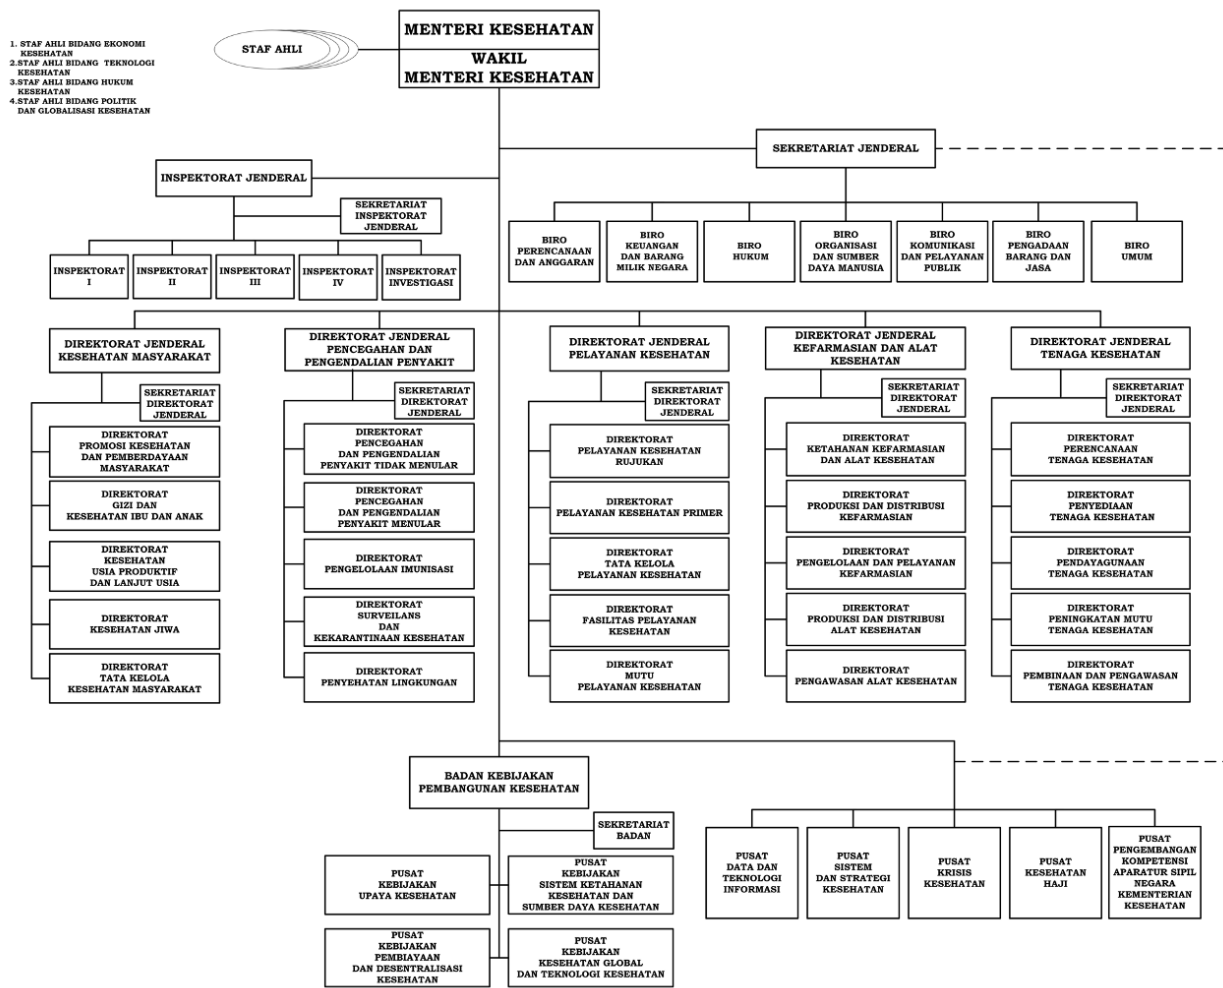 MENTERI KESEHATAN
WAKIL
MENTERI KESEHATAN
STAF AHLI
1. STAF AHLI BIDANG EKONOMI
KESEHATAN
2.STAF AHLI BIDANG TEKNOLOGI
KESEHATAN
3.STAF AHLI BIDANG HUKUM
KESEHATAN
4.STAF AHLI BIDANG POLITIK
DAN GLOBALISASI KESEHATAN
SEKRETARIAT JENDERAL
INSPEKTORAT JENDERAL
SEKRETARIAT
INSPEKTORAT
JENDERAL
INSPEKTORAT
I
INSPEKTORAT
II
INSPEKTORAT
III
INSPEKTORAT
IV
INSPEKTORAT
INVESTIGASI
BIRO
PERENCANAAN
DAN ANGGARAN
BIRO
KEUANGAN
DAN BARANG
MILIK NEGARA
BIRO
HUKUM
BIRO
ORGANISASI
DAN SUMBER
DAYA MANUSIA
BIRO
KOMUNIKASI
DAN PELAYANAN
PUBLIK
BIRO
PENGADAAN
BARANG DAN
JASA
BIRO
UMUM
DIREKTORAT JENDERAL
KESEHATAN MASYARAKAT
SEKRETARIAT
DIREKTORAT
JENDERAL
DIREKTORAT
PROMOSI KESEHATAN
DAN PEMBERDAYAAN
MASYARAKAT
DIREKTORAT
GIZI DAN
KESEHATAN IBU DAN ANAK
DIREKTORAT
KESEHATAN
USIA PRODUKTIF
DAN LANJUT USIA
DIREKTORAT
KESEHATAN JIWA
DIREKTORAT
TATA KELOLA
KESEHATAN MASYARAKAT
DIREKTORAT JENDERAL
PENCEGAHAN DAN
PENGENDALIAN PENYAKIT
SEKRETARIAT
DIREKTORAT
JENDERAL
DIREKTORAT
PENCEGAHAN
DAN PENGENDALIAN
PENYAKIT TIDAK MENULAR
DIREKTORAT
PENCEGAHAN
DAN PENGENDALIAN
PENYAKIT MENULAR
DIREKTORAT
PENGELOLAAN IMUNISASI
DIREKTORAT
SURVEILANS
DAN
KEKARANTINAAN KESEHATAN
DIREKTORAT
PENYEHATAN LINGKUNGAN
DIREKTORAT JENDERAL
PELAYANAN KESEHATAN
SEKRETARIAT
DIREKTORAT
JENDERAL
DIREKTORAT
PELAYANAN KESEHATAN
RUJUKAN
DIREKTORAT
PELAYANAN KESEHATAN PRIMER
DIREKTORAT
TATA KELOLA
PELAYANAN KESEHATAN
DIREKTORAT
FASILITAS PELAYANAN
KESEHATAN
DIREKTORAT
MUTU
PELAYANAN KESEHATAN
DIREKTORAT JENDERAL
KEFARMASIAN DAN ALAT
KESEHATAN
SEKRETARIAT
DIREKTORAT
JENDERAL
DIREKTORAT
KETAHANAN KEFARMASIAN
DAN ALAT KESEHATAN
DIREKTORAT
PRODUKSI DAN DISTRIBUSI
KEFARMASIAN
DIREKTORAT
PENGELOLAAN DAN PELAYANAN
KEFARMASIAN
DIREKTORAT
PRODUKSI DAN DISTRIBUSI
ALAT KESEHATAN
DIREKTORAT
PENGAWASAN ALAT KESEHATAN
DIREKTORAT JENDERAL
TENAGA KESEHATAN
SEKRETARIAT
DIREKTORAT
JENDERAL
DIREKTORAT
PERENCANAAN
TENAGA KESEHATAN
DIREKTORAT
PENYEDIAAN
TENAGA KESEHATAN
DIREKTORAT
PENDAYAGUNAAN
TENAGA KESEHATAN
DIREKTORAT
PENINGKATAN MUTU
TENAGA KESEHATAN
DIREKTORAT
PEMBINAAN DAN PENGAWASAN
TENAGA KESEHATAN
BADAN KEBIJAKAN
PEMBANGUNAN KESEHATAN
SEKRETARIAT
BADAN
PUSAT
KEBIJAKAN
UPAYA KESEHATAN
PUSAT
KEBIJAKAN
SISTEM KETAHANAN
KESEHATAN DAN
SUMBER DAYA KESEHATAN
PUSAT
KEBIJAKAN
PEMBIAYAAN
DAN DESENTRALISASI
KESEHATAN
PUSAT
KEBIJAKAN
KESEHATAN GLOBAL
DAN TEKNOLOGI KESEHATAN
PUSAT
DATA DAN
TEKNOLOGI
INFORMASI
PUSAT
SISTEM
DAN STRATEGI
KESEHATAN
PUSAT
KRISIS
KESEHATAN
PUSAT
KESEHATAN
HAJI
PUSAT
PENGEMBANGAN
KOMPETENSI
APARATUR SIPIL
NEGARA
KEMENTERIAN
KESEHATAN